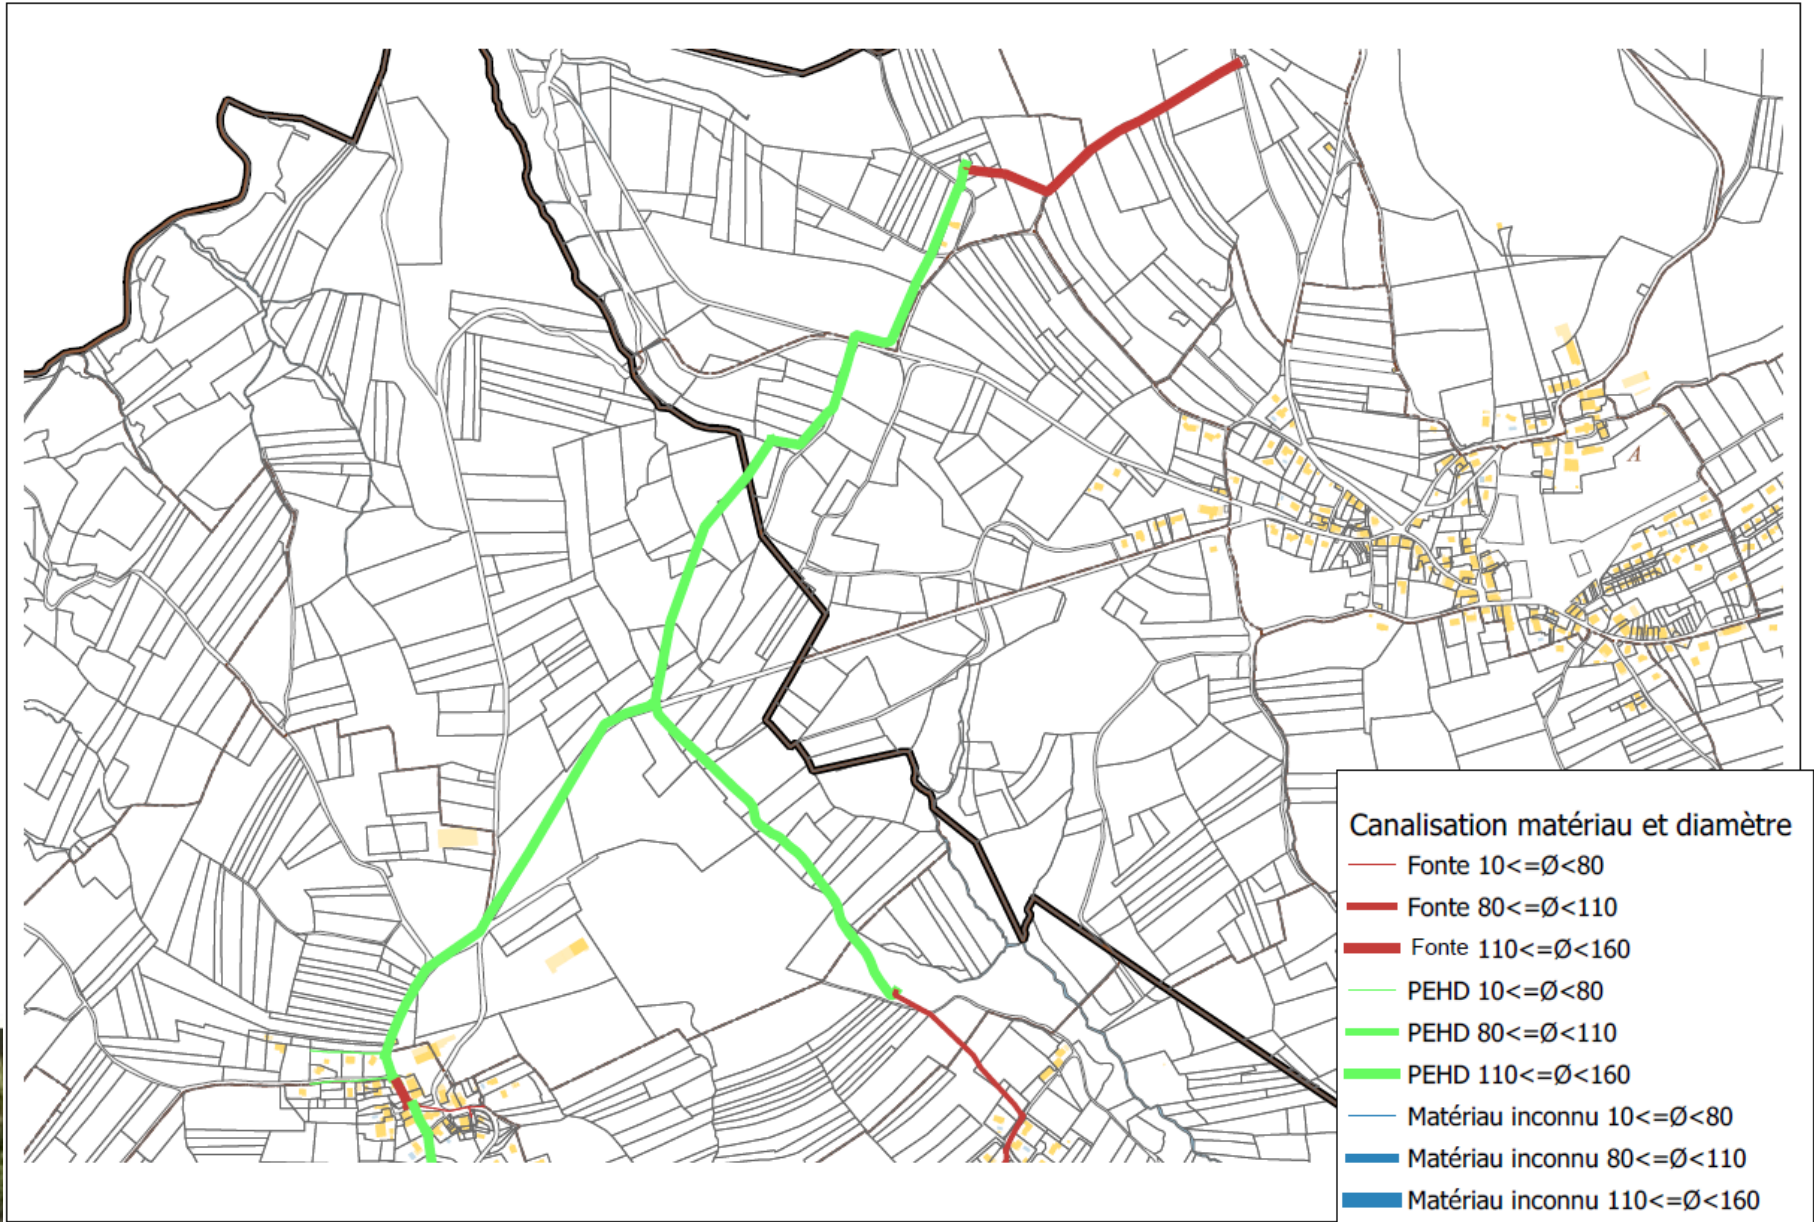 A
Canalisation matériau et diamètre
Fonte 10<=Ø<80
Fonte 80<=Ø<110
Fonte 110<=Ø<160
PEHD 10<=Ø<80
PEHD 80<=Ø<110
PEHD 110<=Ø<160
Matériau inconnu 10<=Ø<80
Matériau inconnu 80<=Ø<110
Matériau inconnu 110<=Ø<160